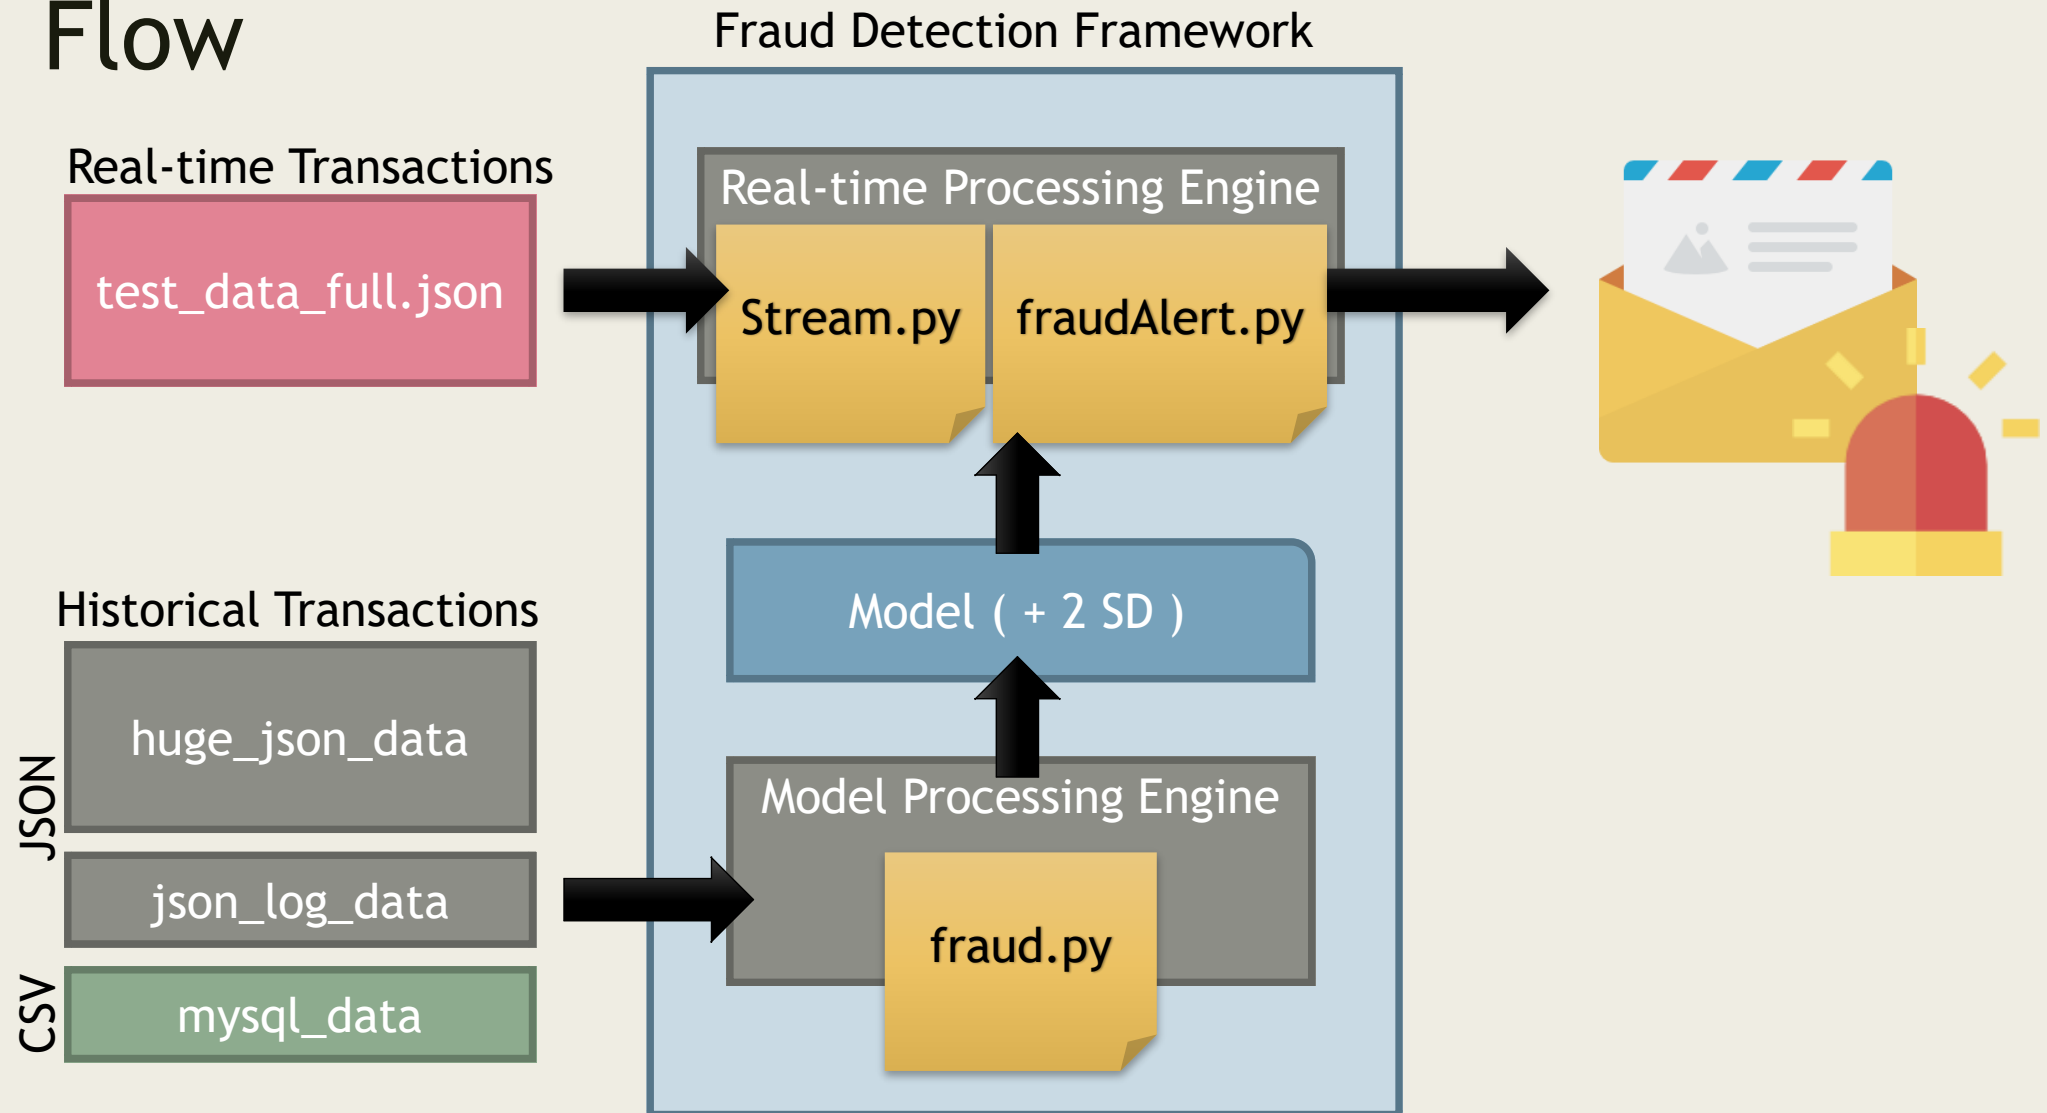 Flow
Fraud Detection Framework
Real-time Transactions
test_data_full.json
Real-time Processing Engine
Stream.py
fraudAlert.py
Model ( + 2 SD )
Historical Transactions
JSON
huge_json_data
json_log_data
CSV
mysql_data
Model Processing Engine
fraud.py